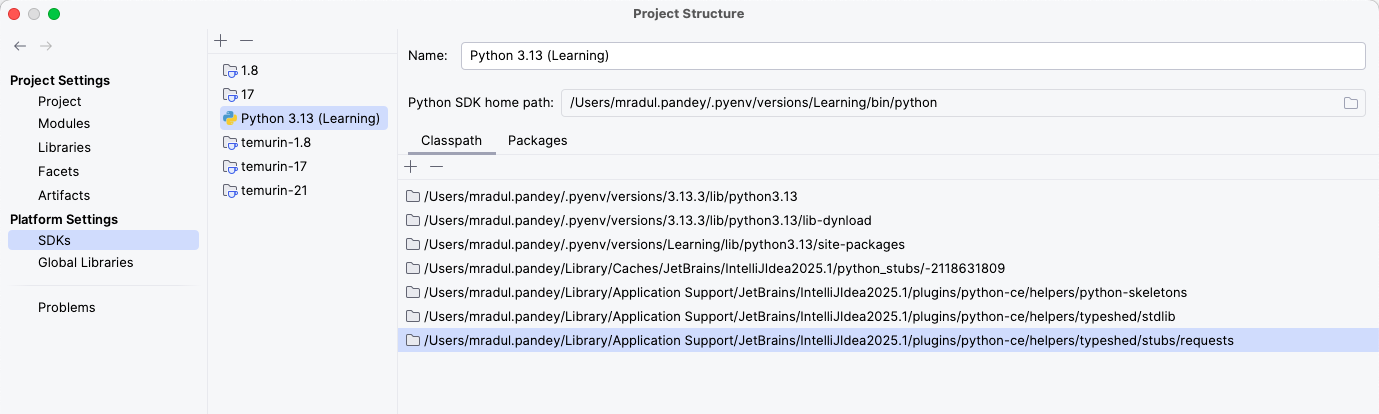 Project Structure
Project Settings
Project
Modules
Libraries
Facets
Artifacts
Platform Settings
SDKs
Global Libraries
Problems
1.8
17
Python 3.13 (Learning)
temurin-1.8
temurin-17
temurin-21
Name: Python 3.13 (Learning)
Python SDK home path: /Users/mradul.pandey/.pyenv/versions/Learning/bin/python
Classpath Packages
/Users/mradul.pandey/.pyenv/versions/3.13.3/lib/python3.13
/Users/mradul.pandey/.pyenv/versions/3.13.3/lib/python3.13/lib-dynload
/Users/mradul.pandey/.pyenv/versions/Learning/lib/python3.13/site-packages
/Users/mradul.pandey/Library/Caches/JetBrains/IntelliJIdea2025.1/python_stubs/-2118631809
/Users/mradul.pandey/Library/Application Support/JetBrains/IntelliJIdea2025.1/plugins/python-ce/helpers/python-skeletons
/Users/mradul.pandey/Library/Application Support/JetBrains/IntelliJIdea2025.1/plugins/python-ce/helpers/typeshed/stdlib
/Users/mradul.pandey/Library/Application Support/JetBrains/IntelliJIdea2025.1/plugins/python-ce/helpers/typeshed/stubs/requests